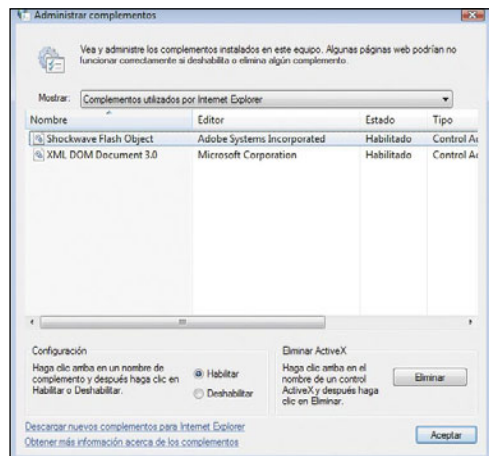 Administrar complementos
Vea y administre los complementos instalados en este equipo. Algunas páginas web podrían no
funcionar correctamente si deshabilita o elimina algún complemento.
Mostrar: Complementos utilizados por Internet Explorer
Nombre Editor Estado Tipo
Shockwave Flash Object Adobe Systems Incorporated Habilitado Control Ac
XML DOM Document 3.0 Microsoft Corporation Habilitado Control Ac
Configuración
Haga clic arriba en un nombre de
complemento y después haga clic en
Habilitar o Deshabilitar.
Habilitar
Deshabilitar
Eliminar ActiveX
Haga clic arriba en el
nombre de un control
ActiveX y después haga
clic en Eliminar.
Eliminar
Descargar nuevos complementos para Internet Explorer
Obtener más información acerca de los complementos
Aceptar